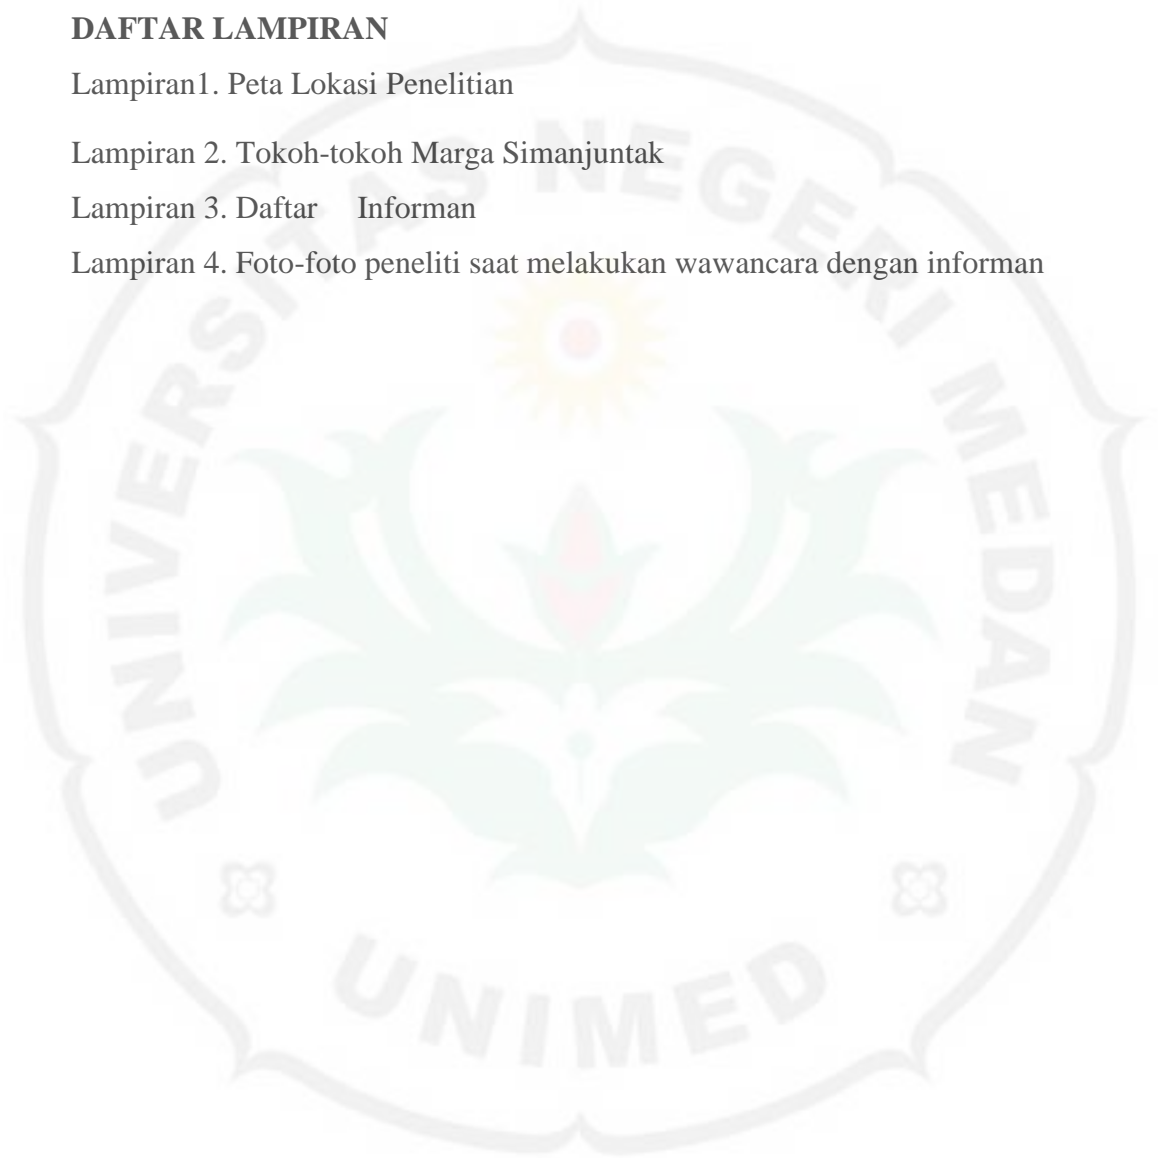 DAFTAR LAMPIRAN
Lampiran1. Peta Lokasi Penelitian
Lampiran 2. Tokoh-tokoh Marga Simanjuntak
Lampiran 3. Daftar Informan
Lampiran 4. Foto-foto peneliti saat melakukan wawancara dengan informan
UNIVERSITAS NEGERI MEDAN
UNIMED